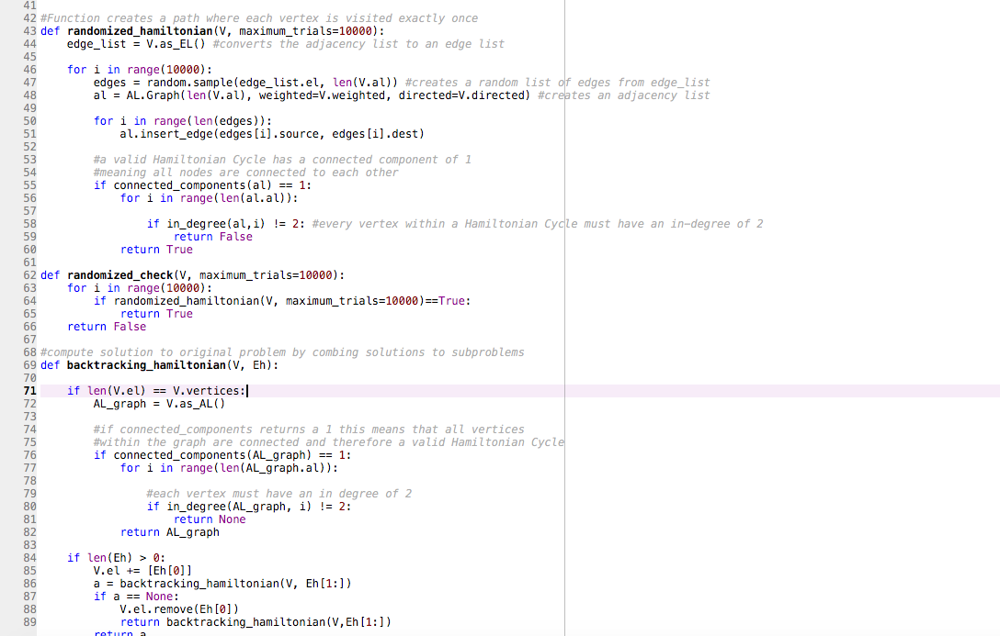 41
42 #Function creates a path where each vertex is visited exactly once
43 def randomized_hamiltonian(V, maximum_trials=10000):
44     edge_list = V.as_EL() #converts the adjacency list to an edge list
45
46     for i in range(10000):
47         edges = random.sample(edge_list.el, len(V.al)) #creates a random list of edges from edge_list
48         al = AL.Graph(len(V.al), weighted=V.weighted, directed=V.directed) #creates an adjacency list
49
50         for i in range(len(edges)):
51             al.insert_edge(edges[i].source, edges[i].dest)
52
53         #a valid Hamiltonian Cycle has a connected component of 1
54         #meaning all nodes are connected to each other
55         if connected_components(al) == 1:
56             for i in range(len(al.al)):
57
58                 if in_degree(al,i) != 2: #every vertex within a Hamiltonian Cycle must have an in-degree of 2
59                     return False
60             return True
61
62 def randomized_check(V, maximum_trials=10000):
63     for i in range(10000):
64         if randomized_hamiltonian(V, maximum_trials=10000)==True:
65             return True
66     return False
67
68 #compute solution to original problem by combing solutions to subproblems
69 def backtracking_hamiltonian(V, Eh):
70
71     if len(V.el) == V.vertices:
72         AL_graph = V.as_AL()
73
74         #if connected_components returns a 1 this means that all vertices
75         #within the graph are connected and therefore a valid Hamiltonian Cycle
76         if connected_components(AL_graph) == 1:
77             for i in range(len(AL_graph.al)):
78
79                 #each vertex must have an in degree of 2
80                 if in_degree(AL_graph, i) != 2:
81                     return None
82             return AL_graph
83
84     if len(Eh) > 0:
85         V.el += [Eh[0]]
86         a = backtracking_hamiltonian(V, Eh[1:])
87         if a == None:
88             V.el.remove(Eh[0])
89             return backtracking_hamiltonian(V,Eh[1:])
        return a